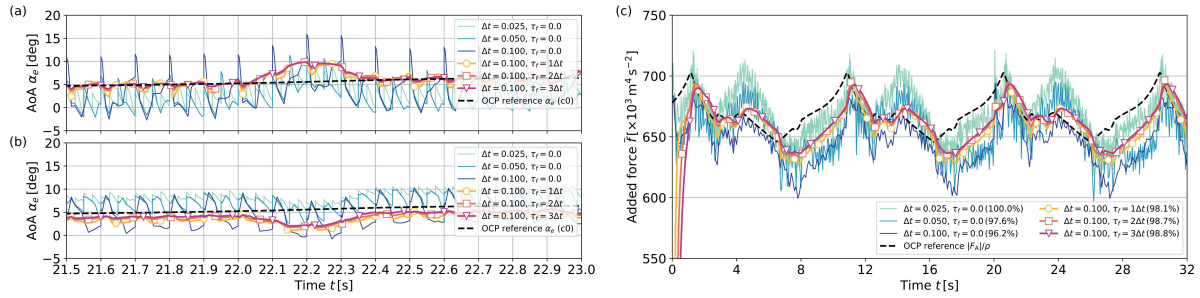 (a)
20
15
10
5
0
−5
AoA αₑ [deg]
Δt = 0.025, τf = 0.0
Δt = 0.050, τf = 0.0
Δt = 0.100, τf = 0.0
Δt = 0.100, τf = 1Δt
Δt = 0.100, τf = 2Δt
Δt = 0.100, τf = 3Δt
OCP reference αₑ (c0)
(b)
20
15
10
5
0
−5
AoA αₑ [deg]
Δt = 0.025, τf = 0.0
Δt = 0.050, τf = 0.0
Δt = 0.100, τf = 0.0
Δt = 0.100, τf = 1Δt
Δt = 0.100, τf = 2Δt
Δt = 0.100, τf = 3Δt
OCP reference αₑ (c0)
21.5 21.6 21.7 21.8 21.9 22.0 22.1 22.2 22.3 22.4 22.5 22.6 22.7 22.8 22.9 23.0
Time t [s]
(c)
750
700
650
600
550
Added force f̄ [×10³ m⁴ s⁻²]
Δt = 0.025, τf = 0.0(100.0%)
Δt = 0.050, τf = 0.0(97.6%)
Δt = 0.100, τf = 0.0(96.2%)
OCP reference |F_A|/ρ
Δt = 0.100, τf = 1Δt(98.1%)
Δt = 0.100, τf = 2Δt(98.7%)
Δt = 0.100, τf = 3Δt(98.8%)
0 4 8 12 16 20 24 28 32
Time t [s]